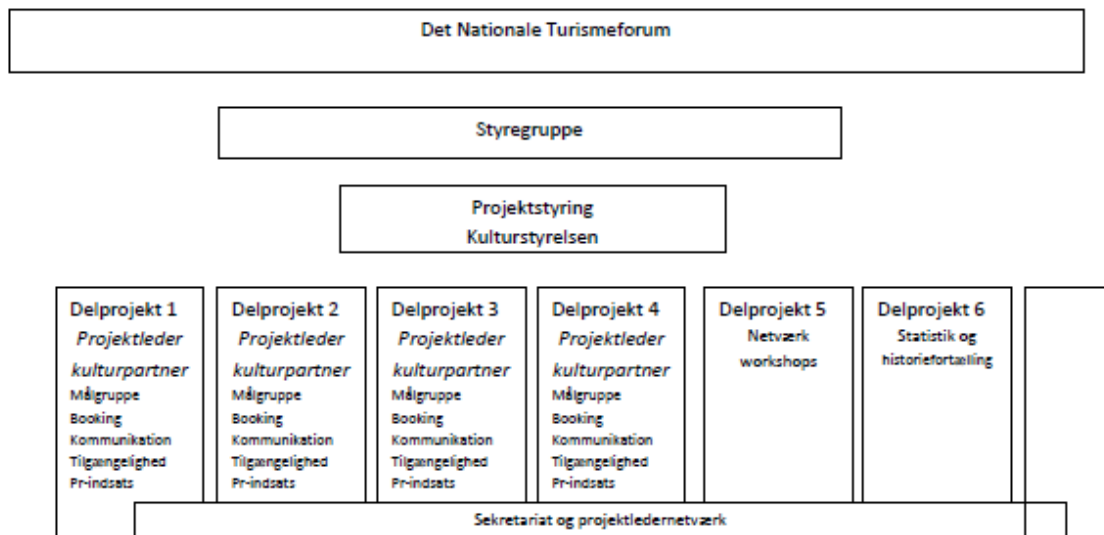 Det Nationale Turismeforum
Styregruppe
Projektstyring
Kulturstyrelsen
Delprojekt 1
Projektleder
kulturpartner
Målgruppe
Booking
Kommunikation
Tilgængelighed
Pr-indsats
Delprojekt 2
Projektleder
kulturpartner
Målgruppe
Booking
Kommunikation
Tilgængelighed
Pr-indsats
Delprojekt 3
Projektleder
kulturpartner
Målgruppe
Booking
Kommunikation
Tilgængelighed
Pr-indsats
Delprojekt 4
Projektleder
kulturpartner
Målgruppe
Booking
Kommunikation
Tilgængelighed
Pr-indsats
Delprojekt 5
Netværk
workshops
Delprojekt 6
Statistik og
historiefortælling
Sekretariat og projektledernetværk